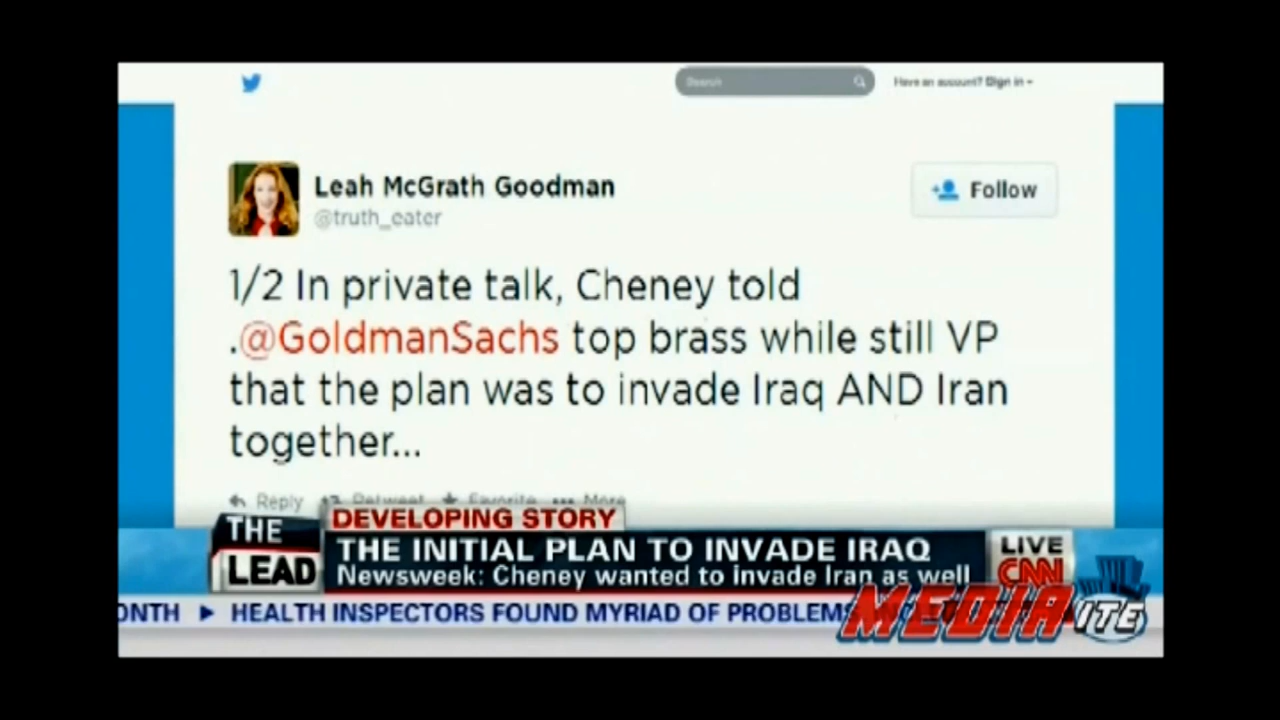 Search
Have an account? Sign in
Leah McGrath Goodman
@truth_eater
Follow
1/2 In private talk, Cheney told
.@GoldmanSachs top brass while still VP
that the plan was to invade Iraq AND Iran
together...
Reply Retweet Favorite More
THE LEAD
DEVELOPING STORY
THE INITIAL PLAN TO INVADE IRAQ
Newsweek: Cheney wanted to invade Iran as well
LIVE
CNN
ONTH ▶ HEALTH INSPECTORS FOUND MYRIAD OF PROBLEMS
MEDIAITE